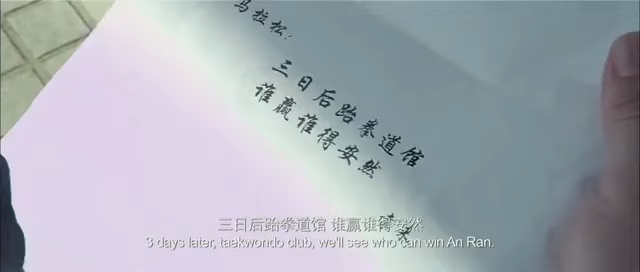 马拉松：
三日后跆拳道馆
谁赢谁得安然
三日后跆拳道馆 谁赢谁得安然
3 days later, taekwondo club, we'll see who can win An Ran.